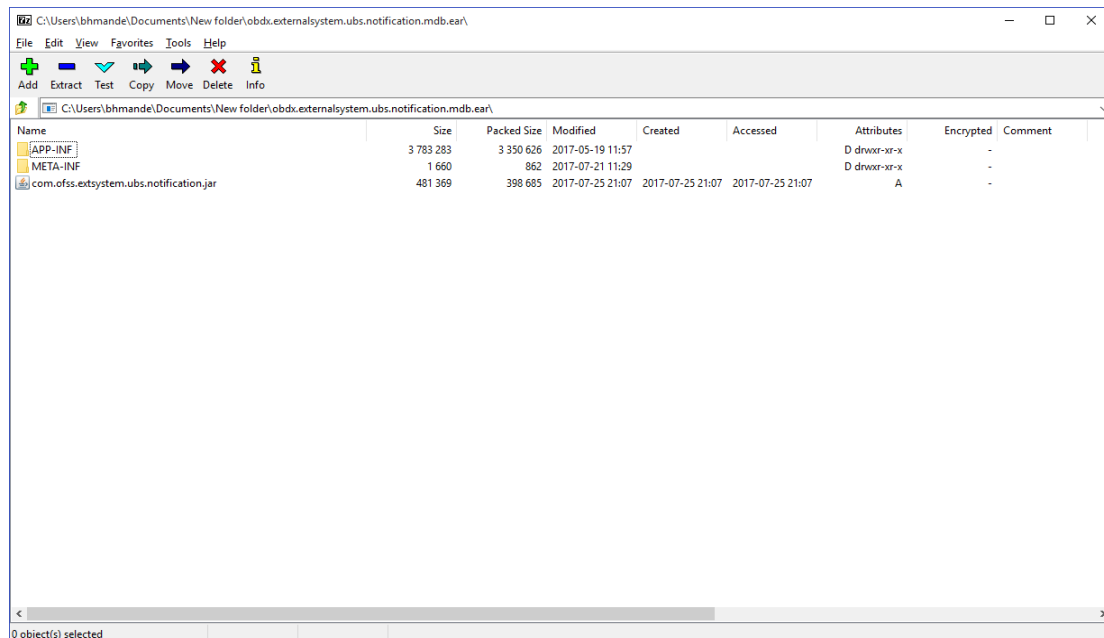 7z C:\Users\bhmande\Documents\New folder\obdx.externalsystem.ubs.notification.mdb.ear\
File Edit View Favorites Tools Help
Add Extract Test Copy Move Delete Info
C:\Users\bhmande\Documents\New folder\obdx.externalsystem.ubs.notification.mdb.ear\
Name Size Packed Size Modified Created Accessed Attributes Encrypted Comment
APP-INF 3 783 283 3 350 626 2017-05-19 11:57 D drwxr-xr-x -
META-INF 1 660 862 2017-07-21 11:29 D drwxr-xr-x -
com.ofss.extsystem.ubs.notification.jar 481 369 398 685 2017-07-25 21:07 2017-07-25 21:07 2017-07-25 21:07 A -
0 object(s) selected